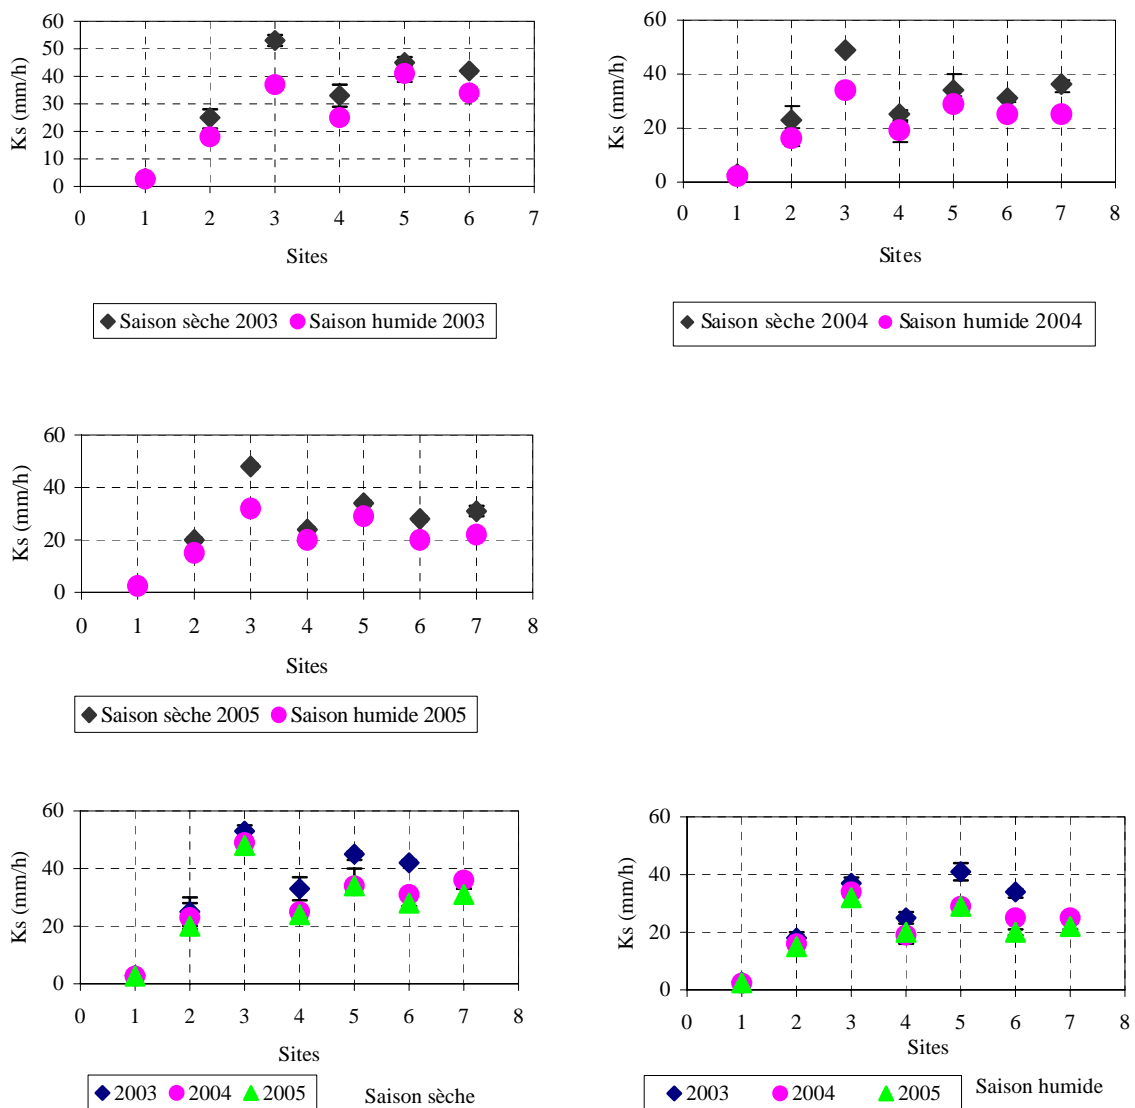 60
50
40
30
20
10
0
Ks (mm/h)
0 1 2 3 4 5 6 7
Sites
◆ Saison sèche 2003 ● Saison humide 2003
60
40
20
0
Ks (mm/h)
0 1 2 3 4 5 6 7 8
Sites
◆ Saison sèche 2004 ● Saison humide 2004
60
40
20
0
Ks (mm/h)
0 1 2 3 4 5 6 7 8
Sites
◆ Saison sèche 2005 ● Saison humide 2005
60
40
20
0
Ks (mm/h)
0 1 2 3 4 5 6 7 8
Sites
◆ 2003 ● 2004 ▲ 2005
Saison sèche
60
40
20
0
Ks (mm/h)
0 1 2 3 4 5 6 7 8
Sites
◆ 2003 ● 2004 ▲ 2005
Saison humide